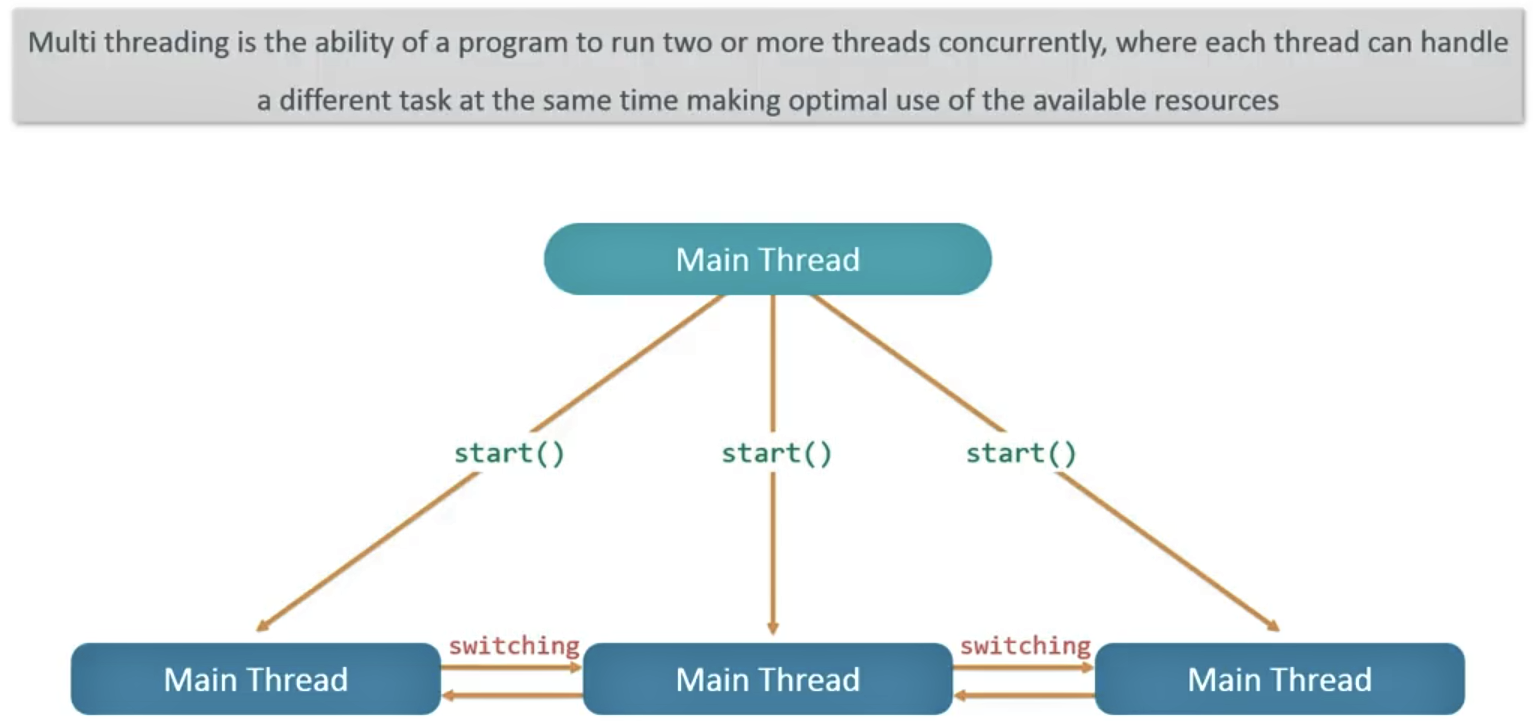 Multi threading is the ability of a program to run two or more threads concurrently, where each thread can handle
a different task at the same time making optimal use of the available resources
Main Thread
start()
start()
start()
switching
switching
Main Thread
Main Thread
Main Thread